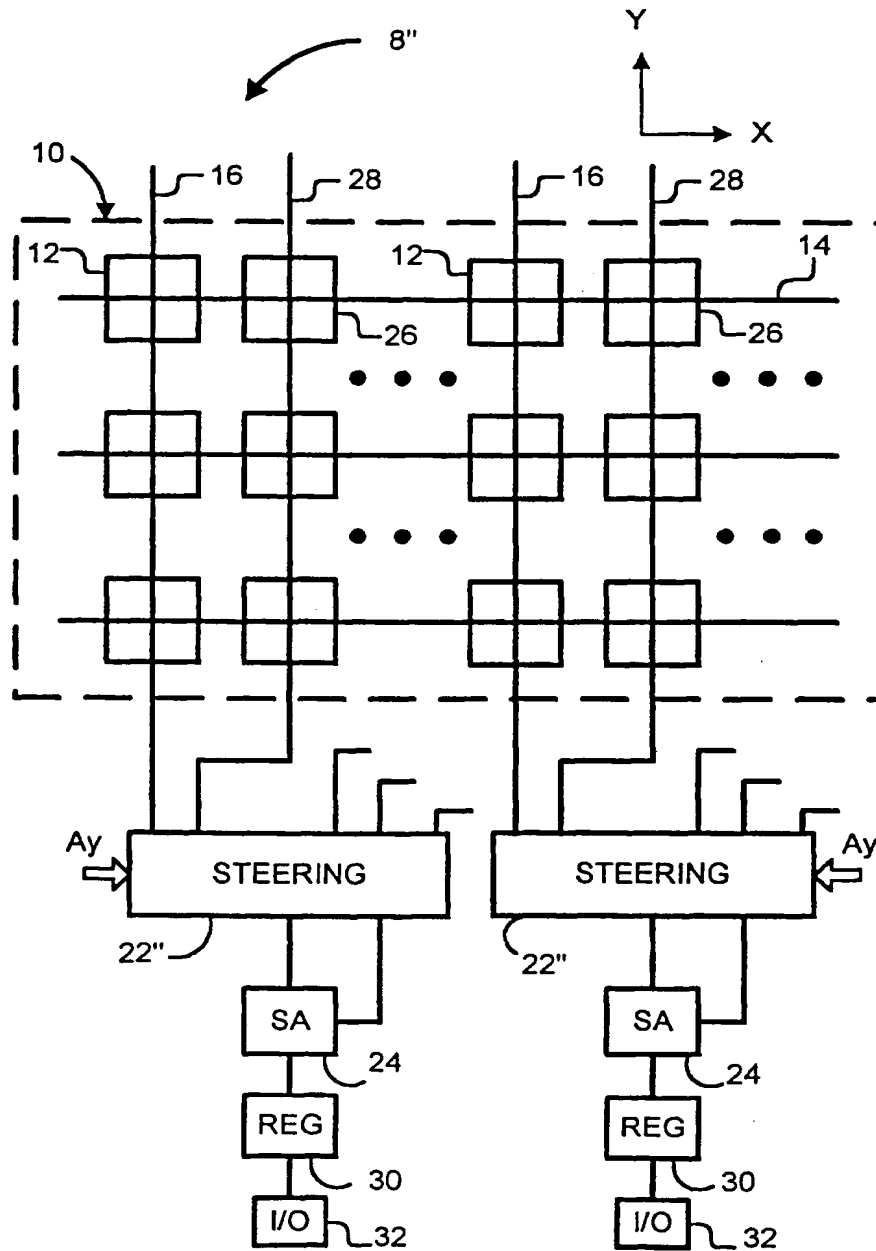 8"
Y
X
10
16
28
16
28
12
12
14
26
26
Ay
STEERING
STEERING
Ay
22"
22"
SA
SA
24
24
REG
REG
30
30
I/O
32
I/O
32